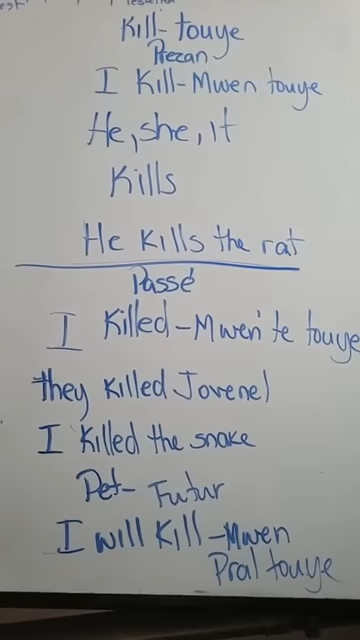 Kill-touye
Prezan
I Kill-Mwen touye
He, she, it
Kills
He Kills the rat
Passé
I Killed-Mwen te touye
they killed Jovenel
I killed the snake
Futur
I will Kill-Mwen
Pral touye